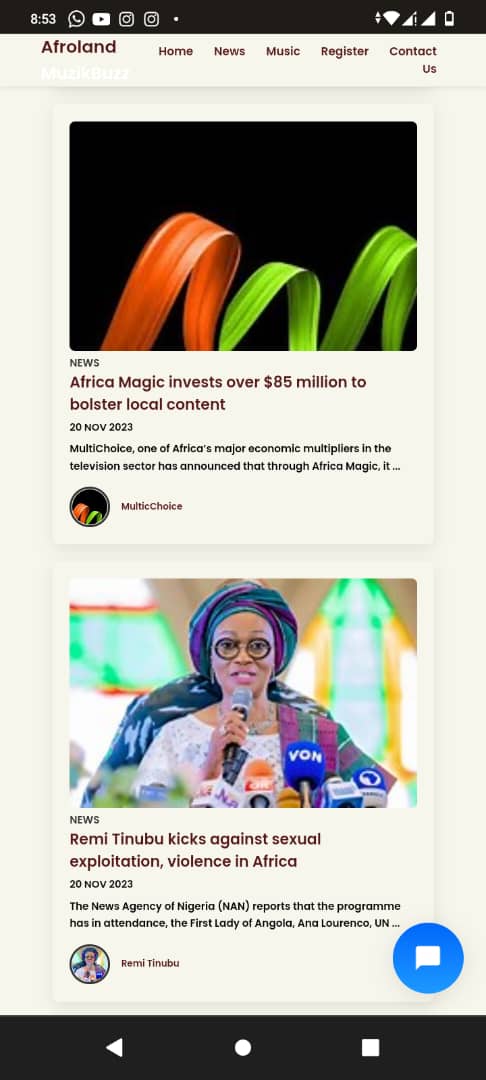 8:53
Afroland
MuzikBuzz
Home News Music Register Contact
Us
NEWS
Africa Magic invests over $85 million to
bolster local content
20 NOV 2023
MultiChoice, one of Africa's major economic multipliers in the
television sector has announced that through Africa Magic, it ...
MulticChoice
VON
NEWS
Remi Tinubu kicks against sexual
exploitation, violence in Africa
20 NOV 2023
The News Agency of Nigeria (NAN) reports that the programme
has in attendance, the First Lady of Angola, Ana Lourenco, UN ...
Remi Tinubu